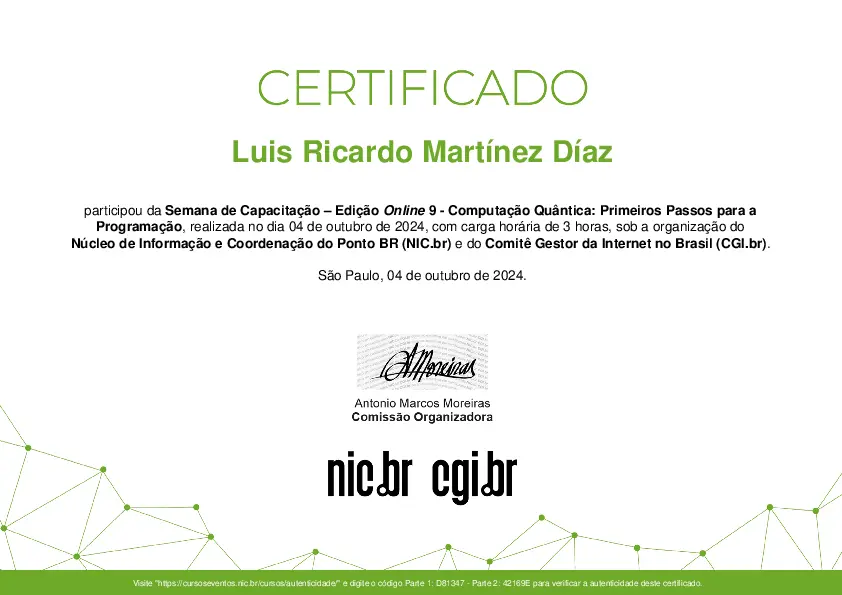 CERTIFICADO
Luis Ricardo Martínez Díaz
participou da Semana de Capacitação – Edição Online 9 - Computação Quântica: Primeiros Passos para a
Programação, realizada no dia 04 de outubro de 2024, com carga horária de 3 horas, sob a organização do
Núcleo de Informação e Coordenação do Ponto BR (NIC.br) e do Comitê Gestor da Internet no Brasil (CGI.br).
São Paulo, 04 de outubro de 2024.
AMoreiras
Antonio Marcos Moreiras
Comissão Organizadora
nic.br cgi.br
Visite "https://cursoseventos.nic.br/cursos/autenticidade/" e digite o código Parte 1: D81347 - Parte 2: 42169E para verificar a autenticidade deste certificado.